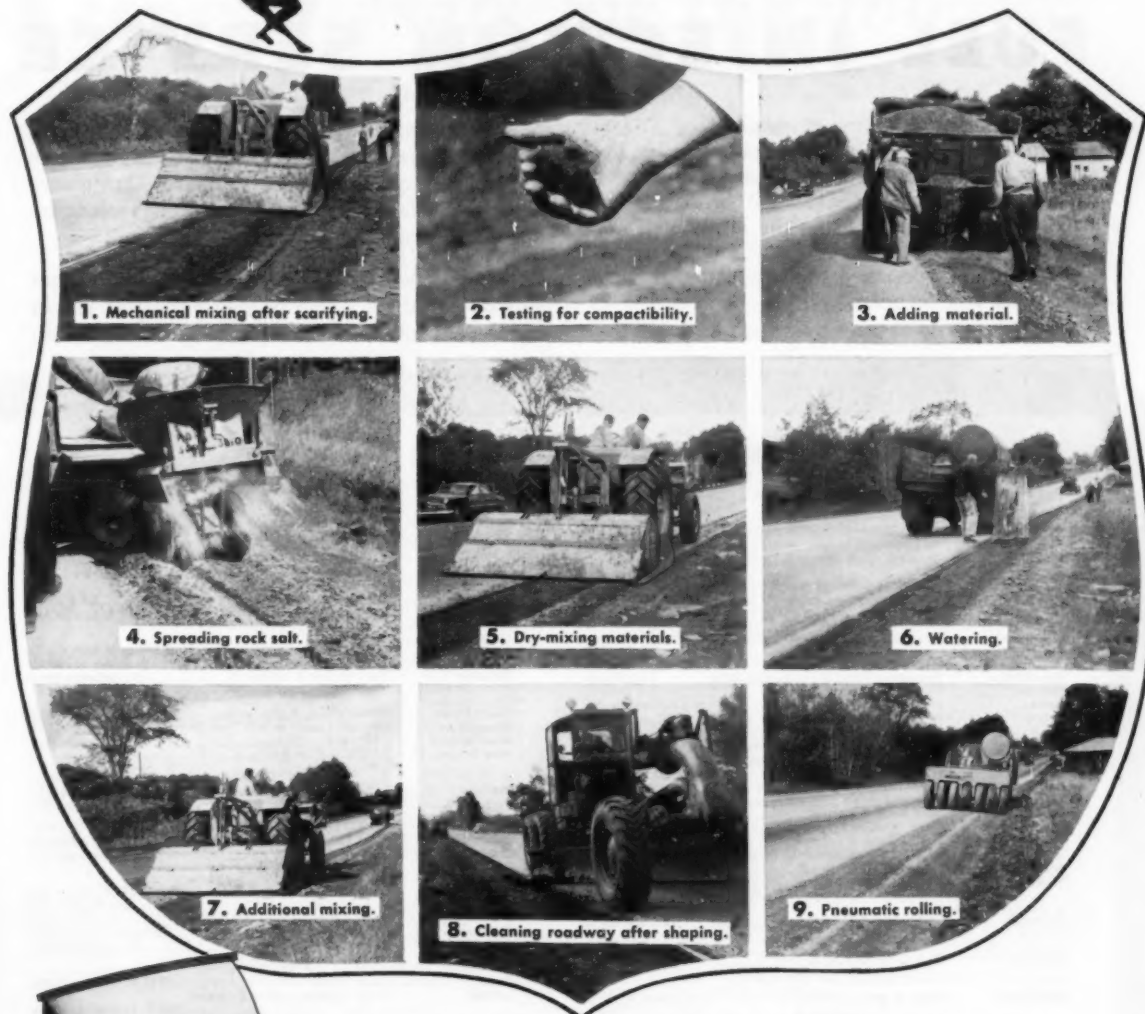 1. Mechanical mixing after scarifying.
2. Testing for compactibility.
3. Adding material.
4. Spreading rock salt.
5. Dry-mixing materials.
6. Watering.
7. Additional mixing.
8. Cleaning roadway after shaping.
9. Pneumatic rolling.